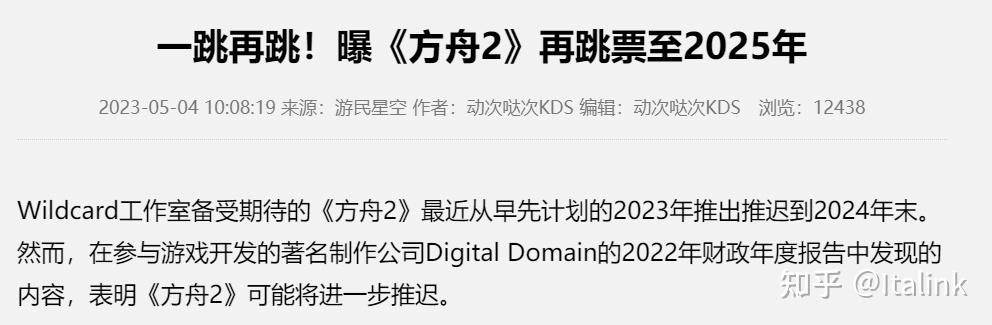 一跳再跳！曝《方舟2》再跳票至2025年
2023-05-04 10:08:19 来源：游民星空 作者：动次哒次KDS 编辑：动次哒次KDS 浏览：12438
Wildcard工作室备受期待的《方舟2》最近从早先计划的2023年推出推迟到2024年末。
然而，在参与游戏开发的著名制作公司Digital Domain的2022年财政年度报告中发现的
内容，表明《方舟2》可能将进一步推迟。
知乎 @Italink